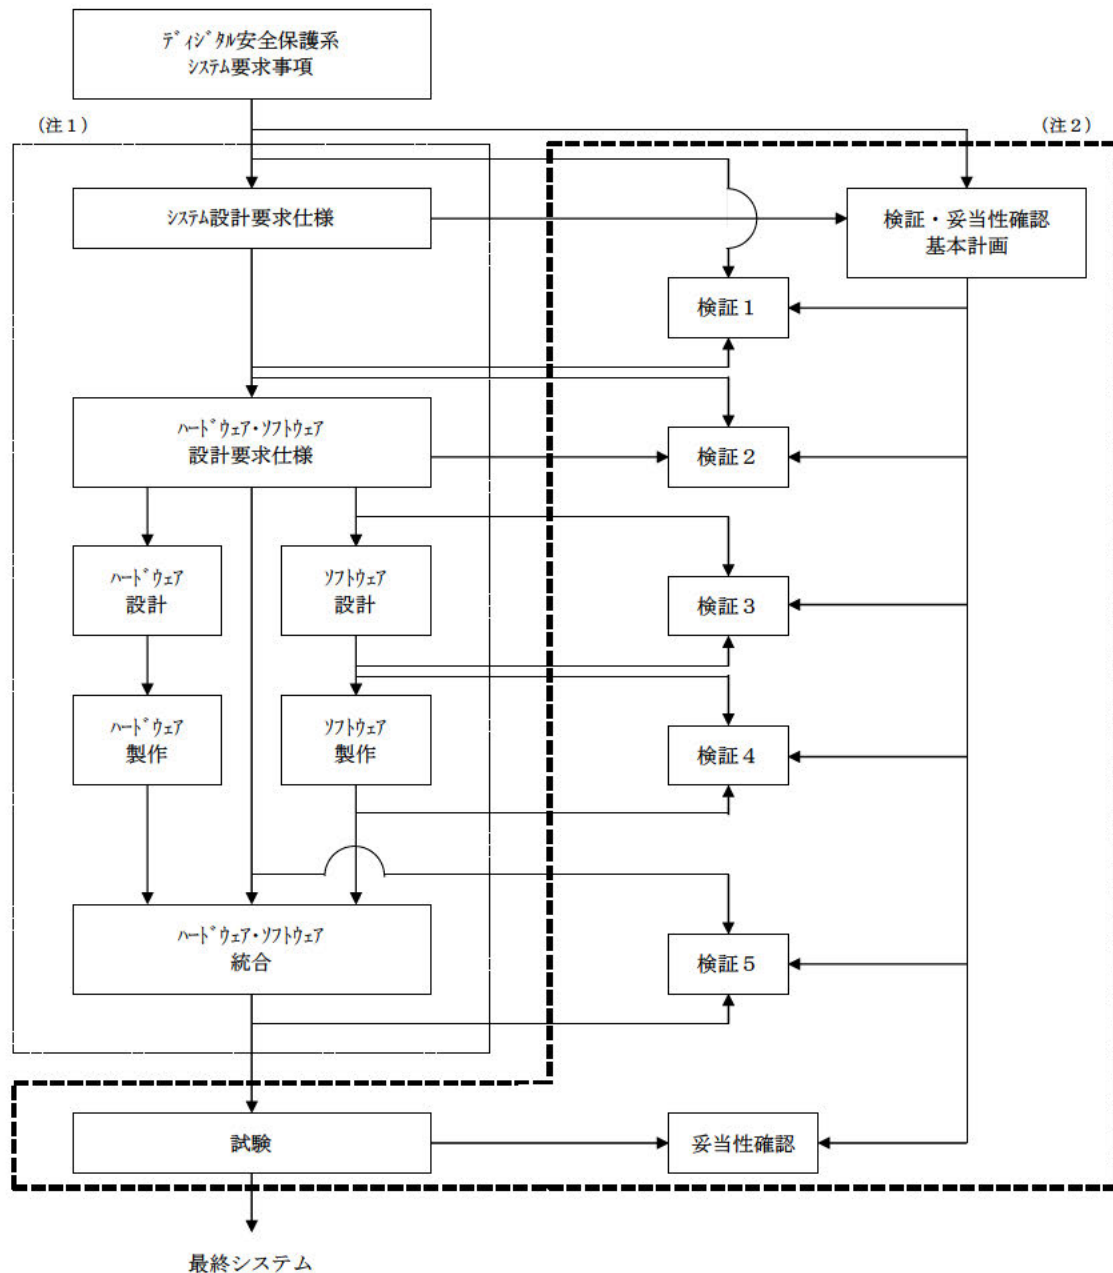 ディジタル安全保護系
システム要求事項
(注1)
(注2)
システム設計要求仕様
検証・妥当性確認
基本計画
検証1
ハードウェア・ソフトウェア
設計要求仕様
検証2
ハードウェア
設計
ソフトウェア
設計
検証3
ハードウェア
製作
ソフトウェア
製作
検証4
ハードウェア・ソフトウェア
統合
検証5
試験
妥当性確認
最終システム